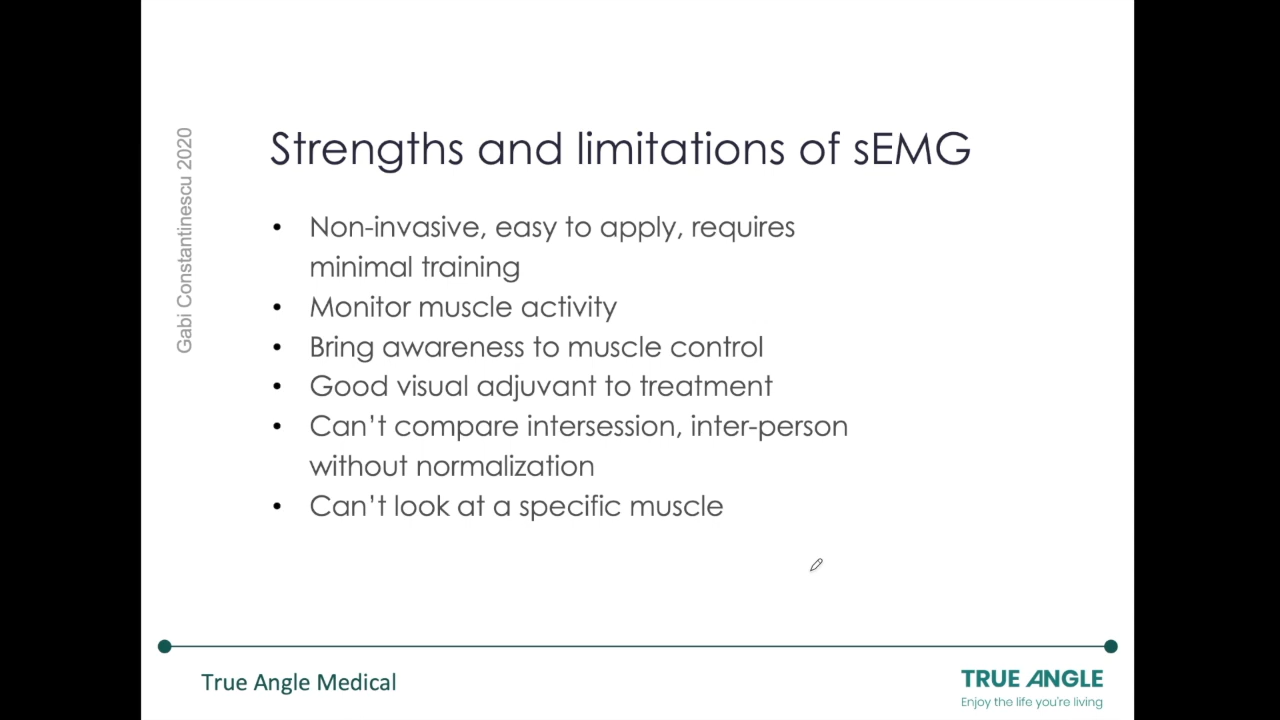 Gabi Constantinescu 2020
Strengths and limitations of sEMG
• Non-invasive, easy to apply, requires
minimal training
• Monitor muscle activity
• Bring awareness to muscle control
• Good visual adjuvant to treatment
• Can't compare intersession, inter-person
without normalization
• Can't look at a specific muscle
True Angle Medical
TRUE ANGLE
Enjoy the life you're living